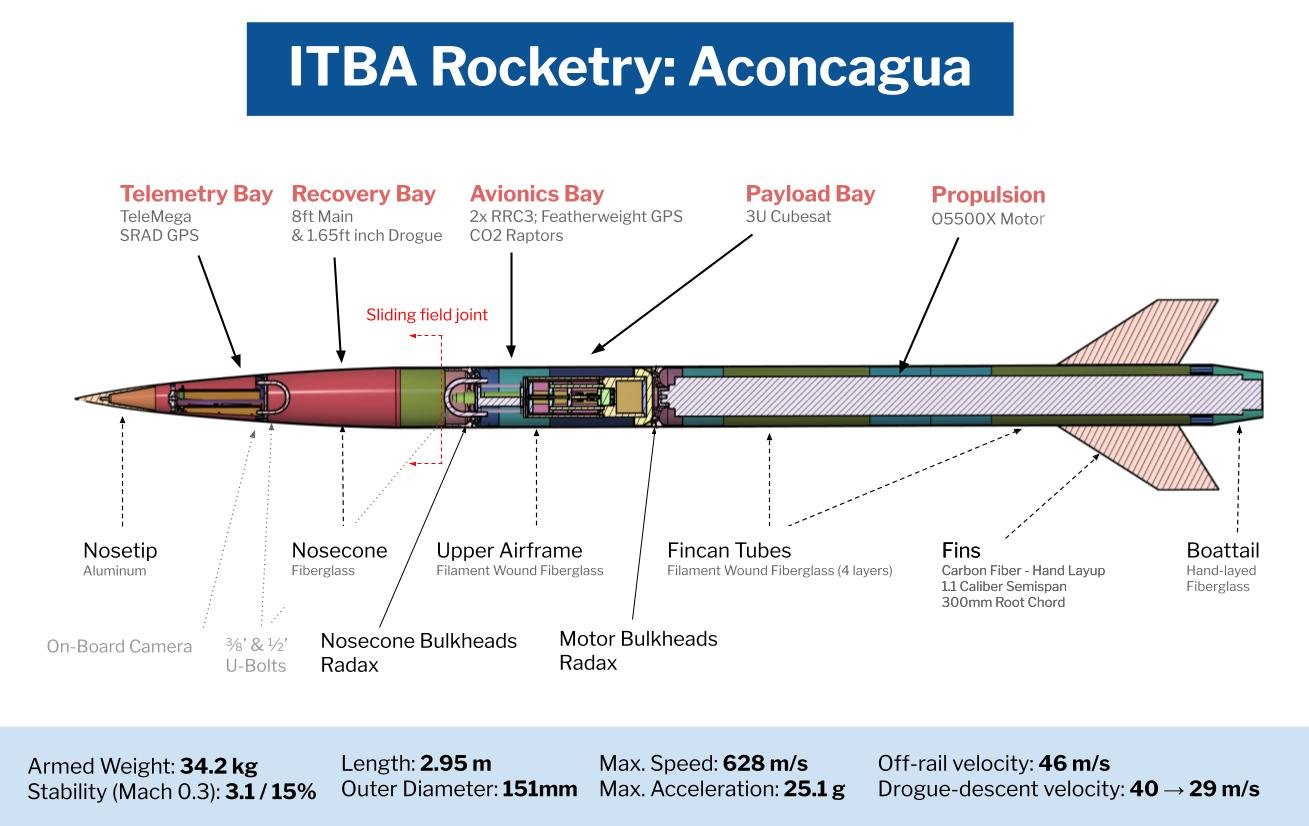 ITBA Rocketry: Aconcagua
Telemetry Bay
TeleMega
SRAD GPS
Recovery Bay
8ft Main
& 1.65ft inch Drogue
Avionics Bay
2x RRC3; Featherweight GPS
CO2 Raptors
Payload Bay
3U Cubesat
Propulsion
O5500X Motor
Sliding field joint
Nosetip
Aluminum
Nosecone
Fiberglass
Upper Airframe
Filament Wound Fiberglass
Fincan Tubes
Filament Wound Fiberglass (4 layers)
Fins
Carbon Fiber - Hand Layup
1.1 Caliber Semispan
300mm Root Chord
Boattail
Hand-layed
Fiberglass
On-Board Camera
⅜' & ½'
U-Bolts
Nosecone Bulkheads
Radax
Motor Bulkheads
Radax
Armed Weight: 34.2 kg
Stability (Mach 0.3): 3.1 / 15%
Length: 2.95 m
Outer Diameter: 151mm
Max. Speed: 628 m/s
Max. Acceleration: 25.1 g
Off-rail velocity: 46 m/s
Drogue-descent velocity: 40 → 29 m/s